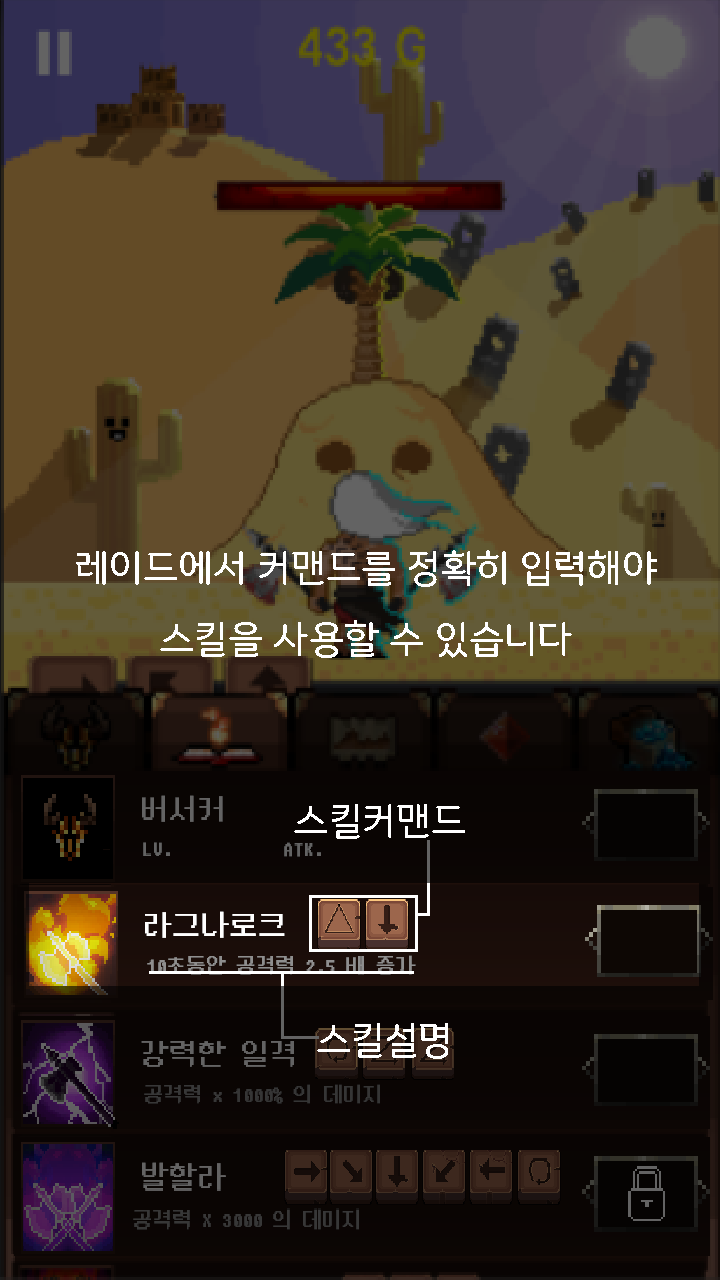 433 G
레이드에서 커맨드를 정확히 입력해야
스킬을 사용할 수 있습니다
버서커
스킬커맨드
LV. ATK.
라그나로크
10초동안 공격력 2.5 배 증가
강력한 일격
스킬설명
공격력 x 1000% 의 데미지
발할라
공격력 X 3000 의 데미지